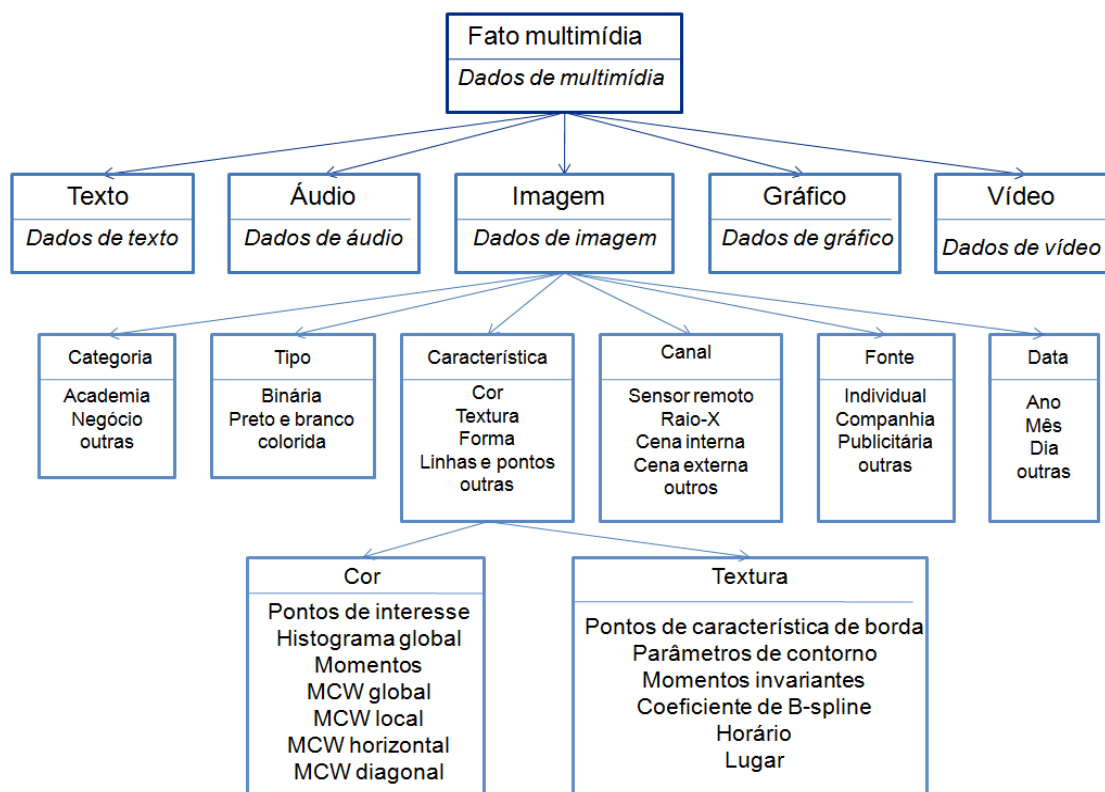 Fato multimídia
Dados de multimídia
Texto
Dados de texto
Áudio
Dados de áudio
Imagem
Dados de imagem
Gráfico
Dados de gráfico
Vídeo
Dados de vídeo
Categoria
Academia
Negócio
outras
Tipo
Binária
Preto e branco
colorida
Característica
Cor
Textura
Forma
Linhas e pontos
outras
Canal
Sensor remoto
Raio-X
Cena interna
Cena externa
outros
Fonte
Individual
Companhia
Publicitária
outras
Data
Ano
Mês
Dia
outras
Cor
Pontos de interesse
Histograma global
Momentos
MCW global
MCW local
MCW horizontal
MCW diagonal
Textura
Pontos de característica de borda
Parâmetros de contorno
Momentos invariantes
Coeficiente de B-spline
Horário
Lugar